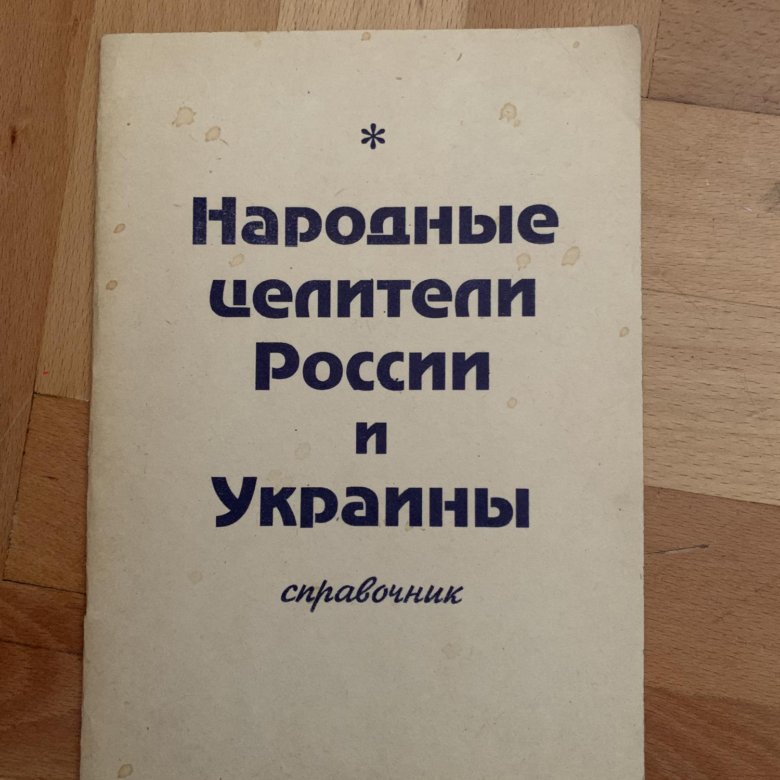 *
Народные
целители
России
и
Украины
справочник